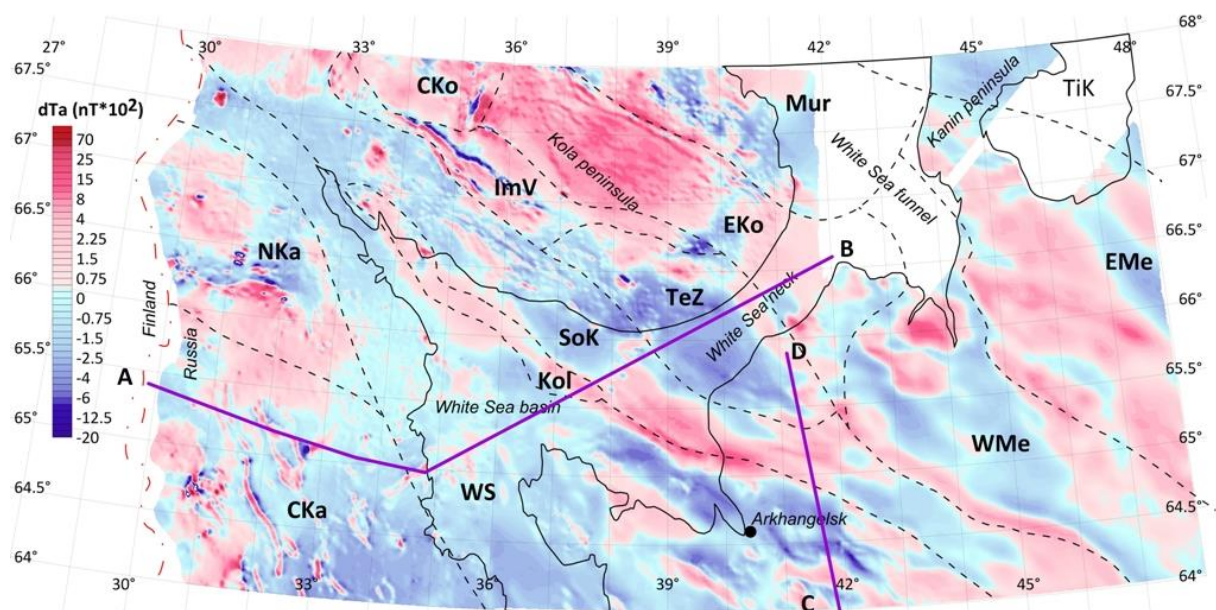 27°
30°
33°
36°
39°
42°
45°
48°
68°
67.5°
67°
66.5°
66°
65.5°
65°
64.5°
64°
dTa (nT*10²)
70
25
15
8
4
2.25
1.5
0.75
0
-0.75
-1.5
-2.5
-4
-6
-12.5
-20
CKo
Mur
TiK
Kanin peninsula
Kola peninsula
White Sea funnel
ImV
EKo
NKa
B
EMe
TeZ
White Sea neck
Finland
Russia
SoK
D
A
Kol
White Sea basin
WMe
WS
CKa
Arkhangelsk
C
67.5°
67°
66.5°
66°
65.5°
65°
64.5°
64°
30°
33°
36°
39°
42°
45°